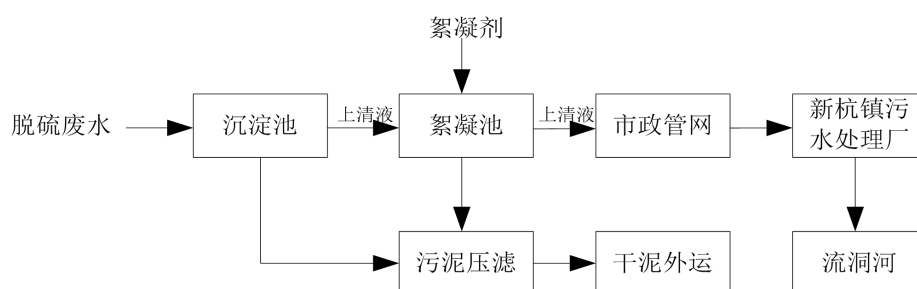 絮凝剂
脱硫废水
沉淀池
上清液
絮凝池
上清液
市政管网
新杭镇污
水处理厂
污泥压滤
干泥外运
流洞河